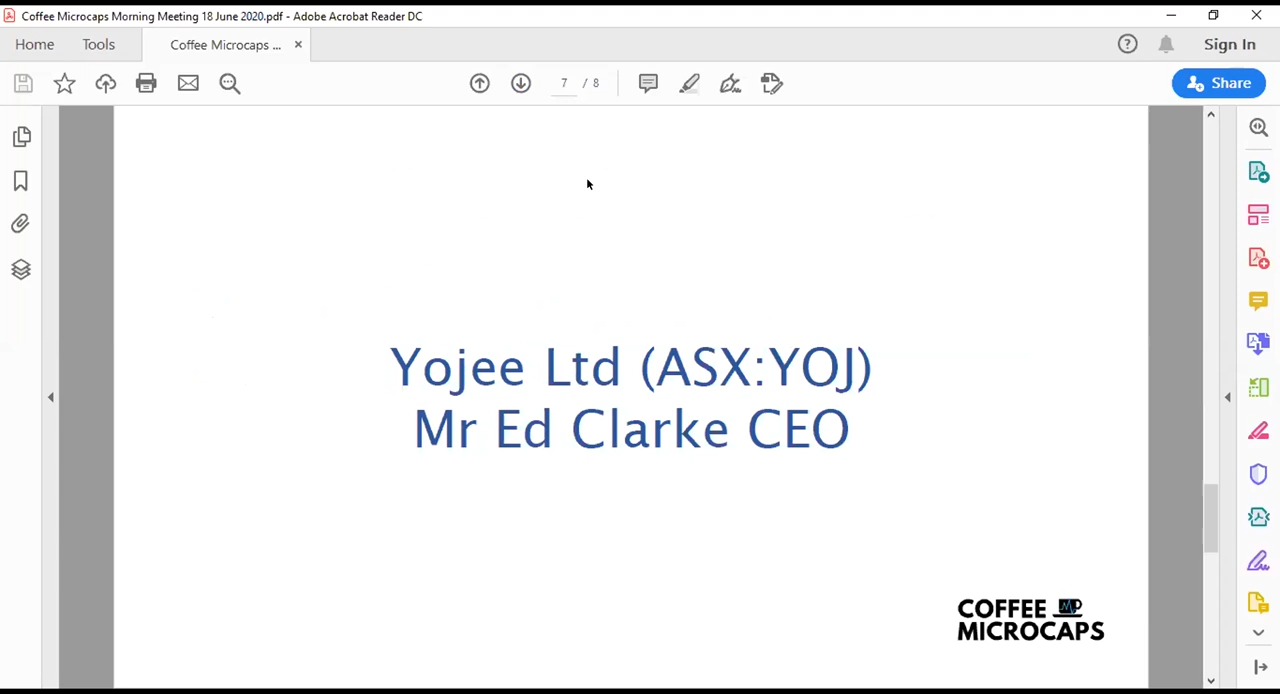 Coffee Microcaps Morning Meeting 18 June 2020.pdf - Adobe Acrobat Reader DC
Home
Tools
Coffee Microcaps ...
Sign In
7 / 8
Share
Yojee Ltd (ASX:YOJ)
Mr Ed Clarke CEO
COFFEE
MICROCAPS